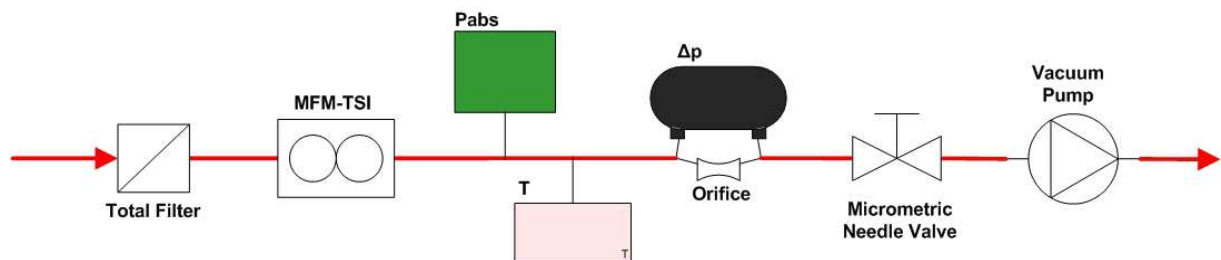 Pabs
Δp
Vacuum
Pump
MFM-TSI
T
Total Filter
Orifice
Micrometric
Needle Valve
T